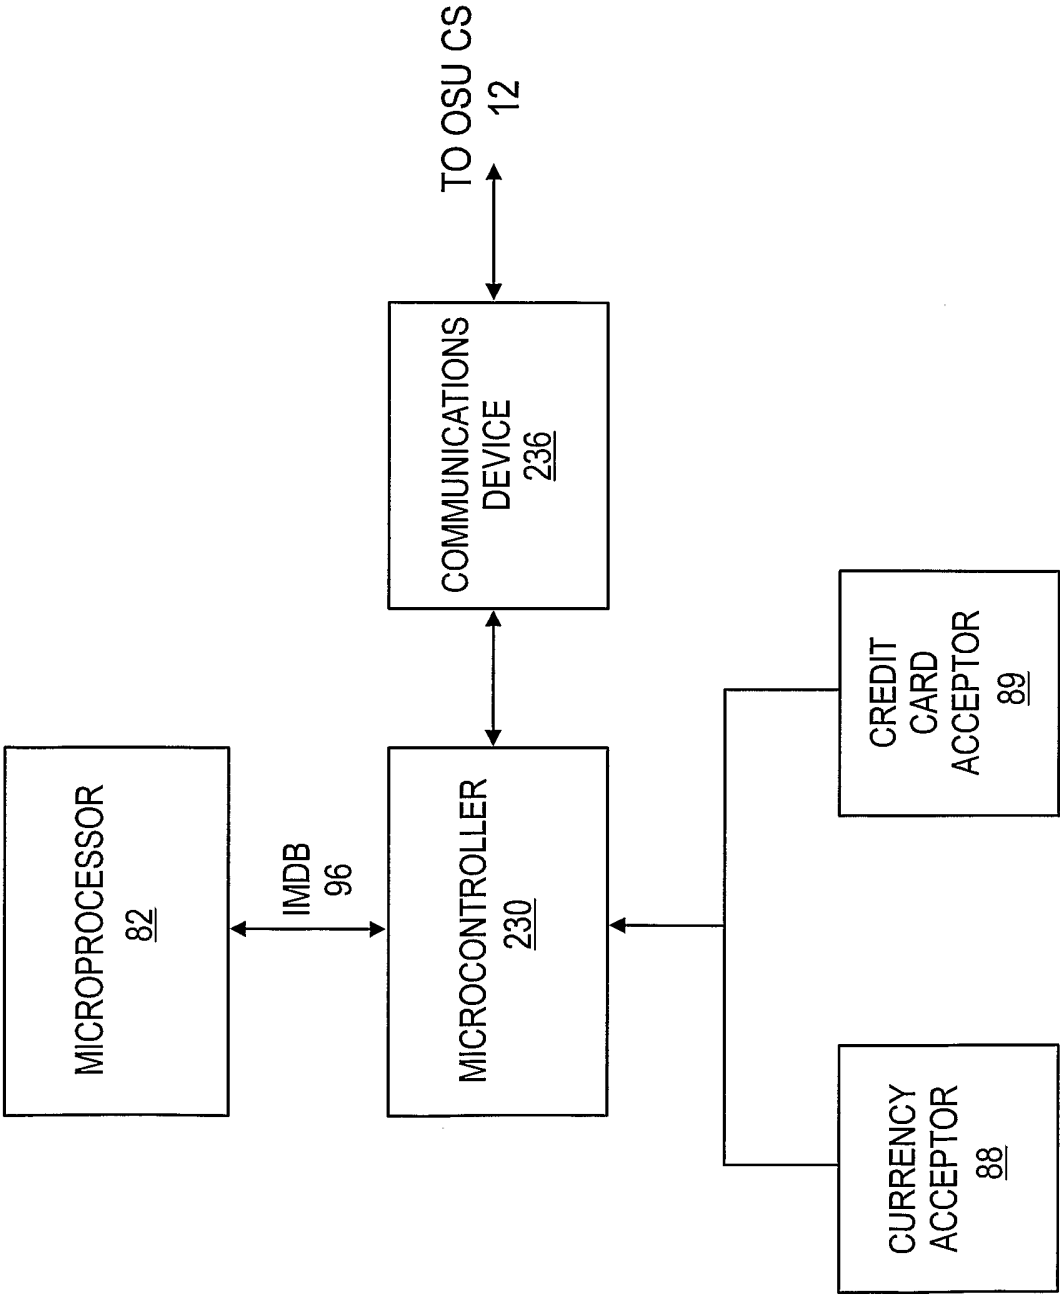 MICROPROCESSOR
82
IMDB
96
MICROCONTROLLER
230
COMMUNICATIONS
DEVICE
236
TO OSU CS
12
CURRENCY
ACCEPTOR
88
CREDIT
CARD
ACCEPTOR
89